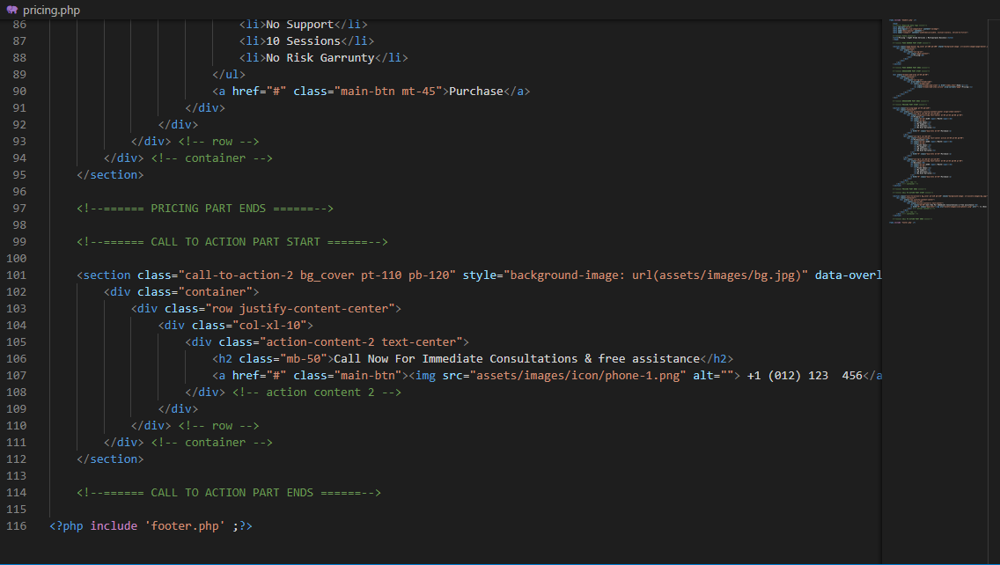 pricing.php
86 <li>No Support</li>
87 <li>10 Sessions</li>
88 <li>No Risk Garrunty</li>
89 </ul>
90 <a href="#" class="main-btn mt-45">Purchase</a>
91 </div>
92 </div>
93 </div> <!-- row -->
94 </div> <!-- container -->
95 </section>
96
97 <!--====== PRICING PART ENDS ======-->
98
99 <!--====== CALL TO ACTION PART START ======-->
100
101 <section class="call-to-action-2 bg_cover pt-110 pb-120" style="background-image: url(assets/images/bg.jpg)" data-overl
102 <div class="container">
103 <div class="row justify-content-center">
104 <div class="col-xl-10">
105 <div class="action-content-2 text-center">
106 <h2 class="mb-50">Call Now For Immediate Consultations & free assistance</h2>
107 <a href="#" class="main-btn"><img src="assets/images/icon/phone-1.png" alt=""> +1 (012) 123  456</a
108 </div> <!-- action content 2 -->
109 </div>
110 </div> <!-- row -->
111 </div> <!-- container -->
112 </section>
113
114 <!--====== CALL TO ACTION PART ENDS ======-->
115
116 <?php include 'footer.php' ;?>